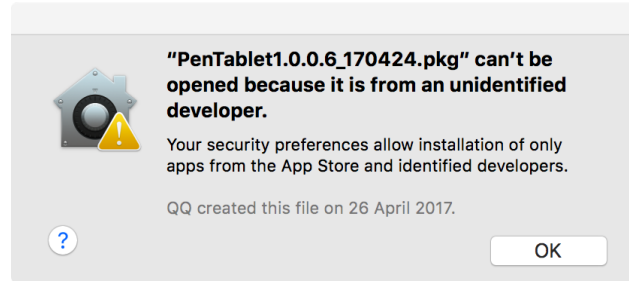 “PenTablet1.0.0.6_170424.pkg” can’t be
opened because it is from an unidentified
developer.
Your security preferences allow installation of only
apps from the App Store and identified developers.
QQ created this file on 26 April 2017.
?
OK